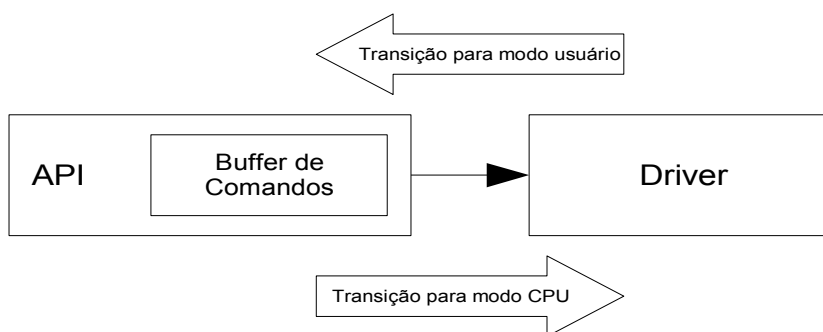 Transição para modo usuário
API
Buffer de
Comandos
Driver
Transição para modo CPU